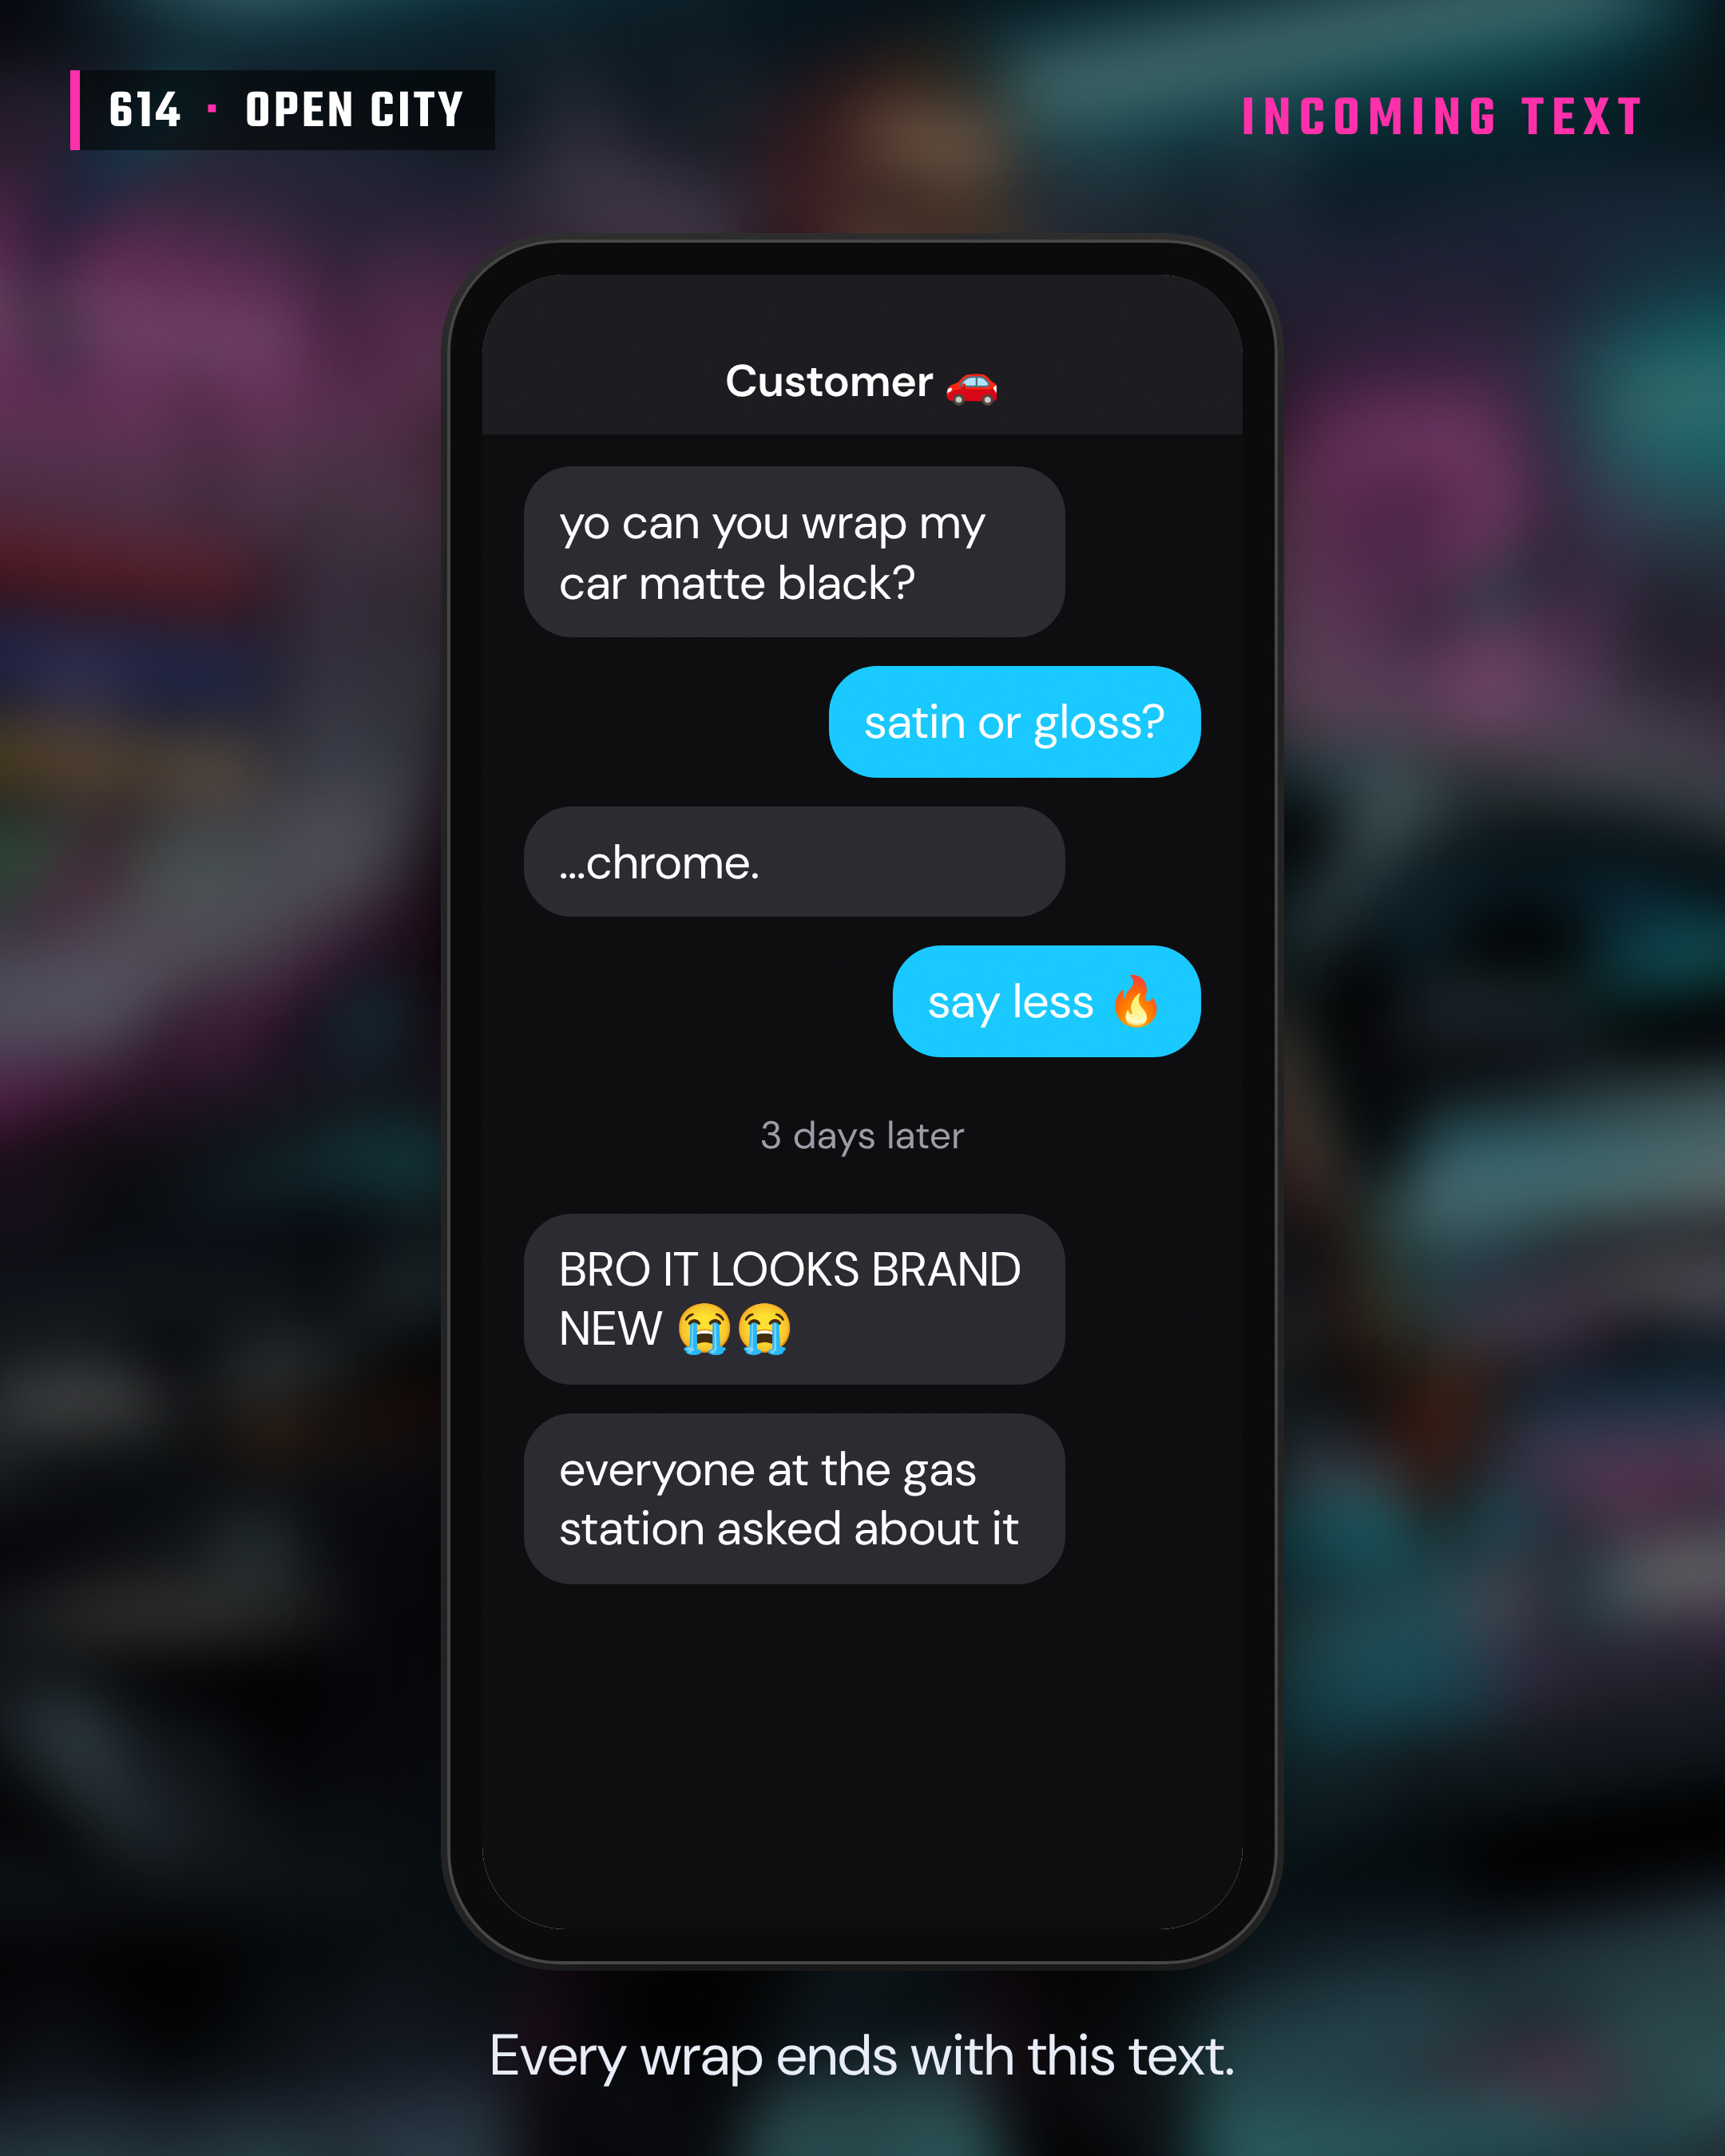 614 · OPEN CITY
INCOMING TEXT
Customer 🚗
yo can you wrap my
car matte black?
satin or gloss?
...chrome.
say less 🔥
3 days later
BRO IT LOOKS BRAND
NEW 😭😭
everyone at the gas
station asked about it
Every wrap ends with this text.